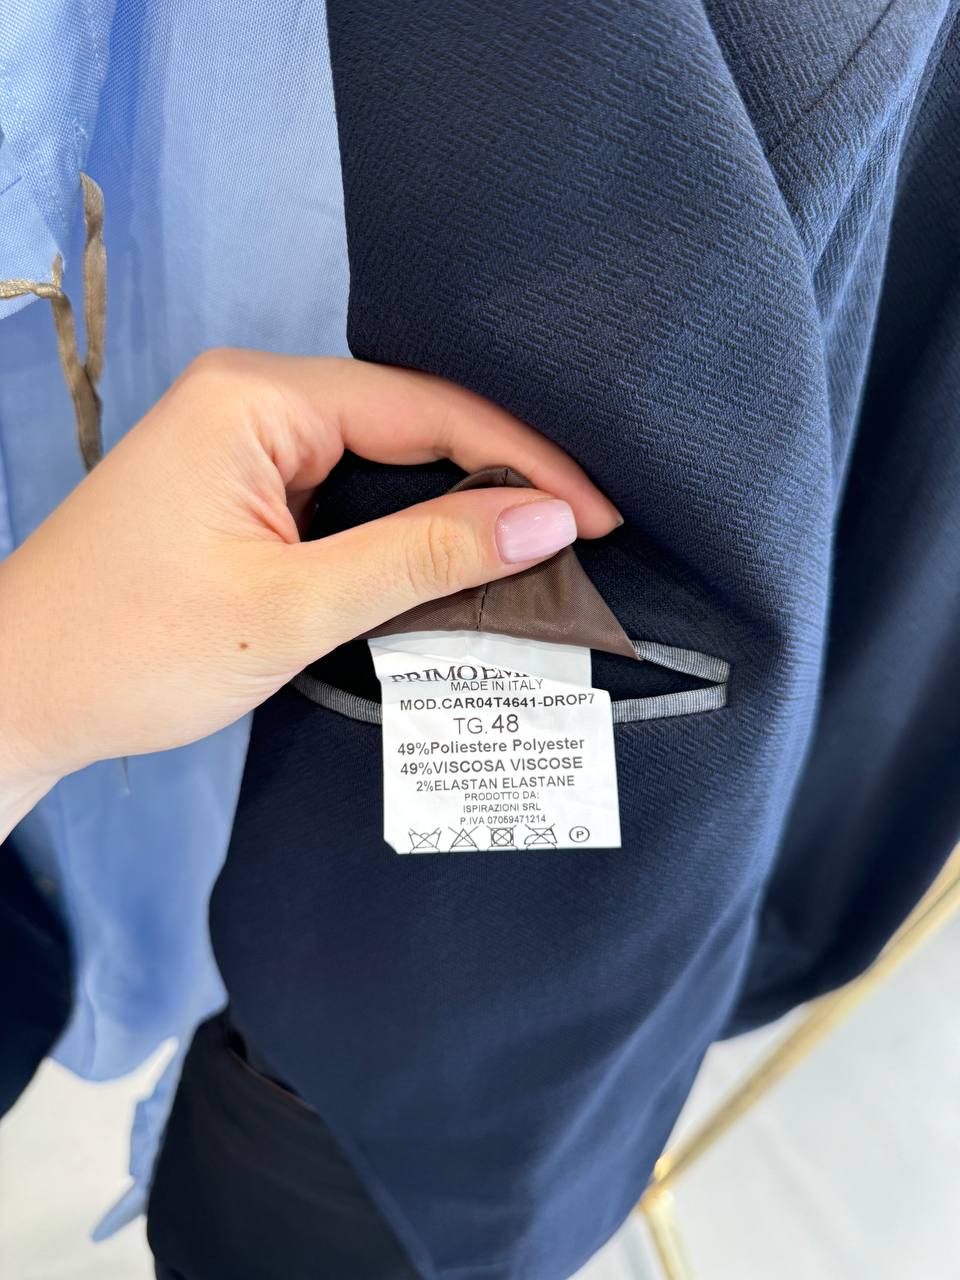 MADE IN ITALY
MOD.CAR04T4641-DROP7
TG.48
49%Poliestere Polyester
49%VISCOSA VISCOSE
2%ELASTAN ELASTANE
PRODOTTO DA:
ISPIRAZIONI SRL
P.IVA 07059471214
P